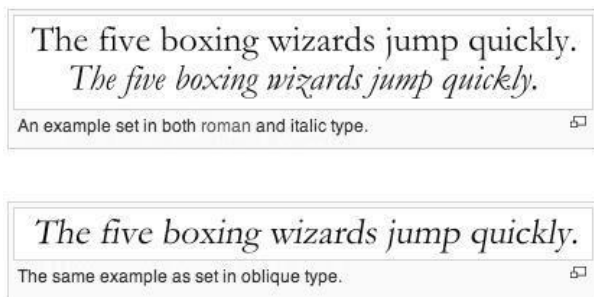 The five boxing wizards jump quickly.
The five boxing wizards jump quickly.
An example set in both roman and italic type.
The five boxing wizards jump quickly.
The same example as set in oblique type.